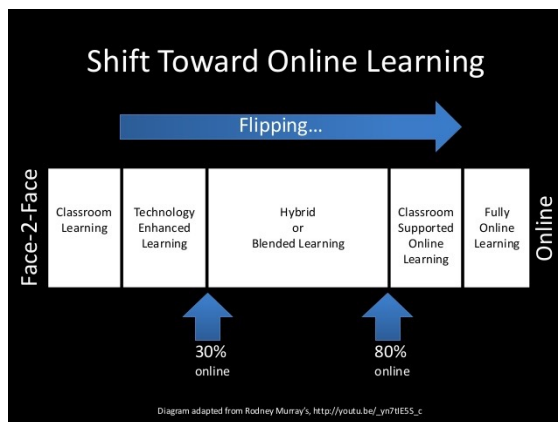 Shift Toward Online Learning
Flipping...
Face-2-Face
Classroom
Learning
Technology
Enhanced
Learning
Hybrid
or
Blended Learning
Classroom
Supported
Online
Learning
Fully
Online
Learning
Online
30%
online
80%
online
Diagram adapted from Rodney Murray's, http://youtu.be/_yn7tIE5S_c